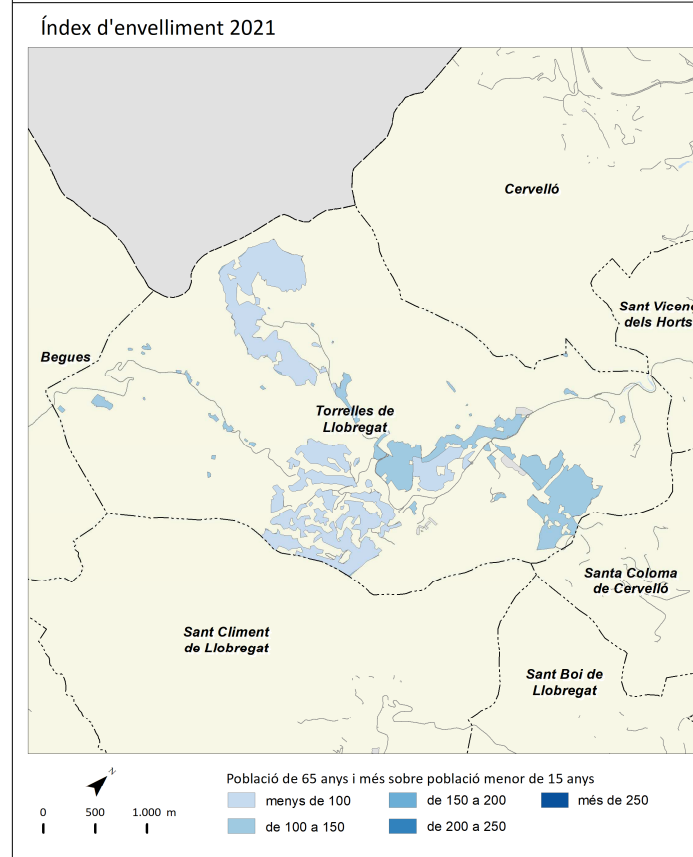 Índex d'envelliment 2021
Cervelló
Sant Vicenç
dels Horts
Begues
Torrelles de
Llobregat
Santa Coloma
de Cervelló
Sant Climent
de Llobregat
Sant Boi de
Llobregat
N
0 500 1.000 m
Població de 65 anys i més sobre població menor de 15 anys
menys de 100
de 150 a 200
més de 250
de 100 a 150
de 200 a 250